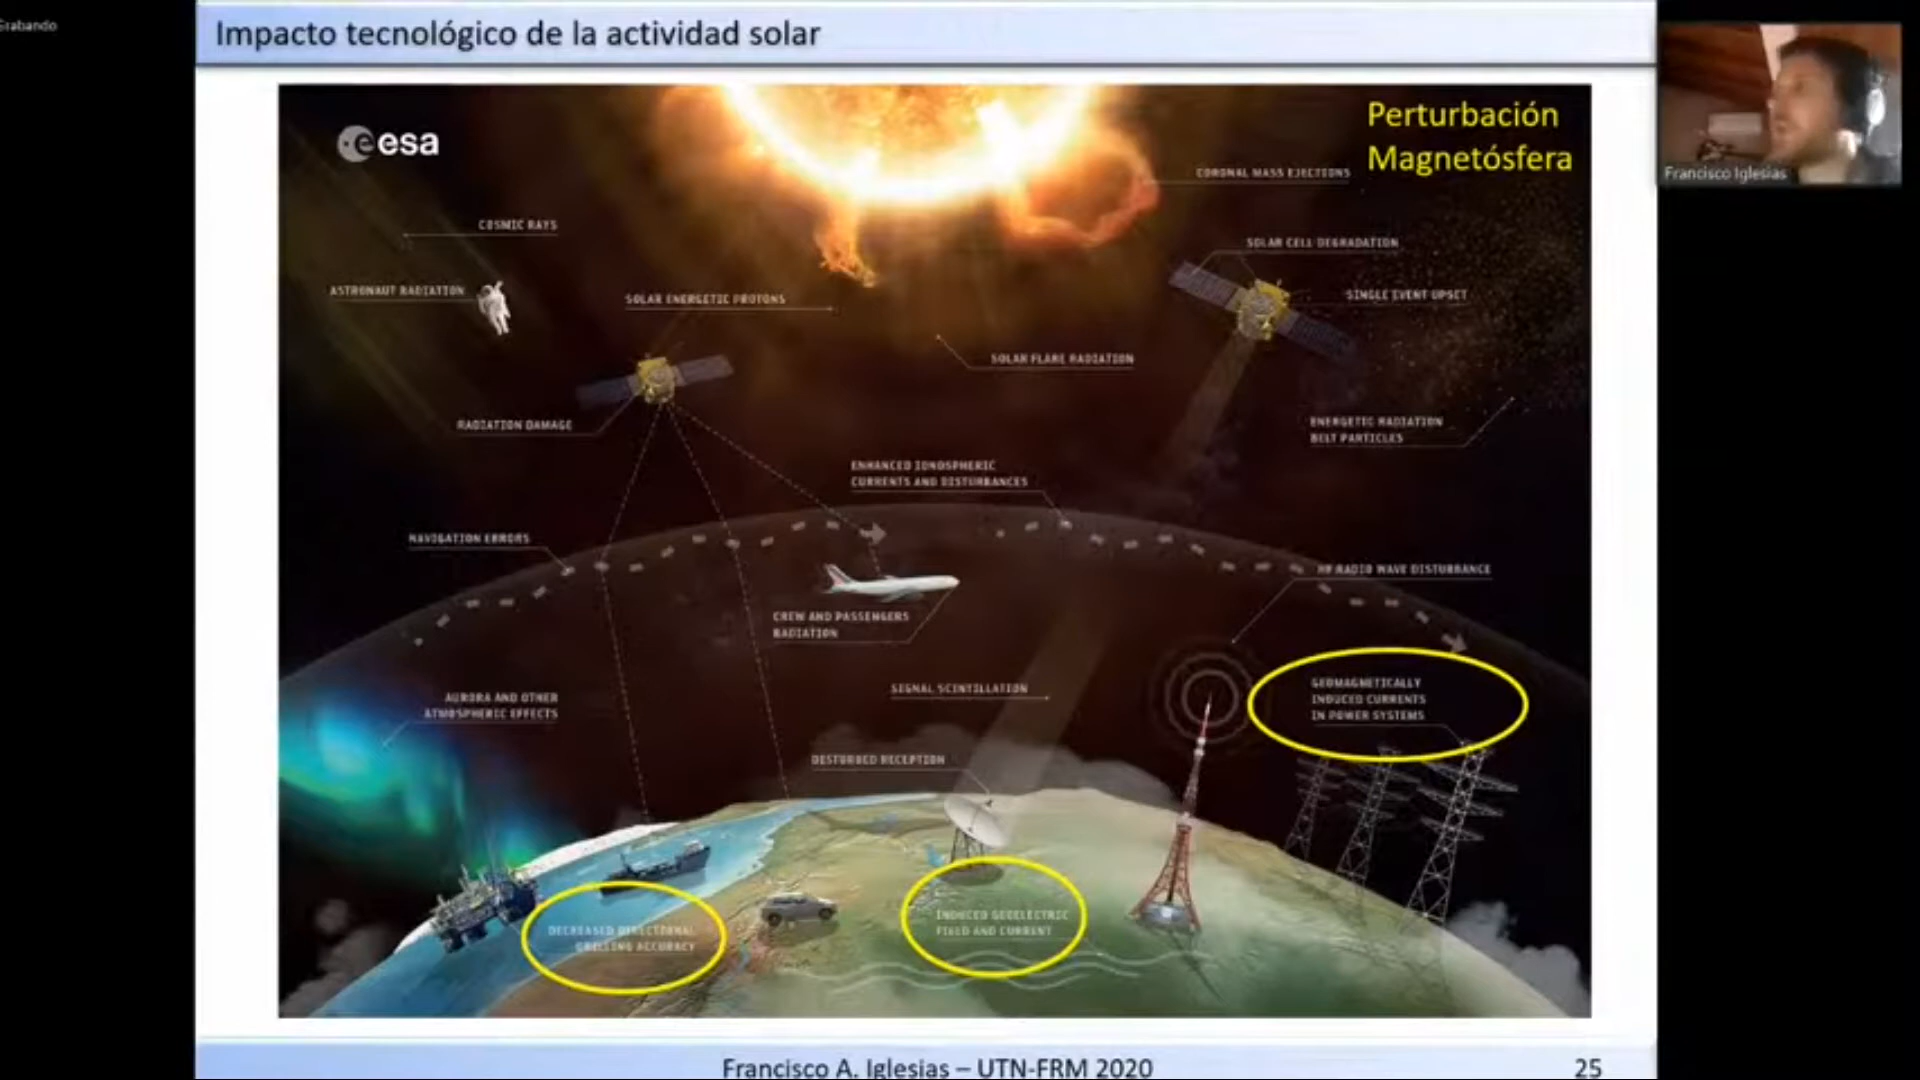 Grabando
Impacto tecnológico de la actividad solar
Francisco Iglesias
esa
Perturbación
Magnetósfera
CORONAL MASS EJECTIONS
COSMIC RAYS
SOLAR CELL DEGRADATION
ASTRONAUT RADIATION
SOLAR ENERGETIC PROTONS
SINGLE EVENT UPSET
SOLAR FLARE RADIATION
RADIATION DAMAGE
ENERGETIC RADIATION
BELT PARTICLES
ENHANCED IONOSPHERIC
CURRENTS AND DISTURBANCES
NAVIGATION ERRORS
HF RADIO WAVE DISTURBANCE
CREW AND PASSENGERS
RADIATION
AURORA AND OTHER
ATMOSPHERIC EFFECTS
SIGNAL SCINTILLATION
GEOMAGNETICALLY
INDUCED CURRENTS
IN POWER SYSTEMS
DISTURBED RECEPTION
DECREASED DIRECTIONAL
DRILLING ACCURACY
INDUCED GEOELECTRIC
FIELD AND CURRENT
Francisco A. Iglesias – UTN-FRM 2020
25